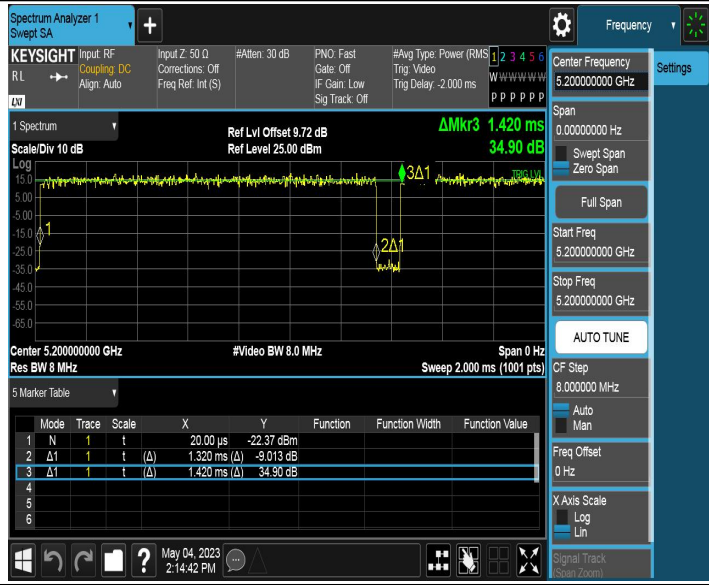 Spectrum Analyzer 1
Swept SA
+
Frequency
KEYSIGHT
RL
LXI
Input: RF
Coupling: DC
Align: Auto
Input Z: 50 Ω
Corrections: Off
Freq Ref: Int (S)
#Atten: 30 dB
PNO: Fast
Gate: Off
IF Gain: Low
Sig Track: Off
#Avg Type: Power (RMS
Trig: Video
Trig Delay: -2.000 ms
1 2 3 4 5 6
W W W W W W
P P P P P P
1 Spectrum
Scale/Div 10 dB
Ref Lvl Offset 9.72 dB
Ref Level 25.00 dBm
ΔMkr3 1.420 ms
34.90 dB
Log
15.0
5.00
-5.00
-15.0
-25.0
-35.0
-45.0
-55.0
-65.0
3Δ1
TRIG LVL
1
2Δ1
Center 5.200000000 GHz
#Video BW 8.0 MHz
Span 0 Hz
Res BW 8 MHz
Sweep 2.000 ms (1001 pts)
5 Marker Table
Mode Trace Scale X Y Function Function Width Function Value
1 N 1 t 20.00 µs -22.37 dBm
2 Δ1 1 t (Δ) 1.320 ms (Δ) -9.013 dB
3 Δ1 1 t (Δ) 1.420 ms (Δ) 34.90 dB
4
5
6
?
May 04, 2023
2:14:42 PM
Center Frequency
5.200000000 GHz
Span
0.00000000 Hz
Swept Span
Zero Span
Full Span
Start Freq
5.200000000 GHz
Stop Freq
5.200000000 GHz
AUTO TUNE
CF Step
8.000000 MHz
Auto
Man
Freq Offset
0 Hz
X Axis Scale
Log
Lin
Signal Track
(Span Zoom)
Settings